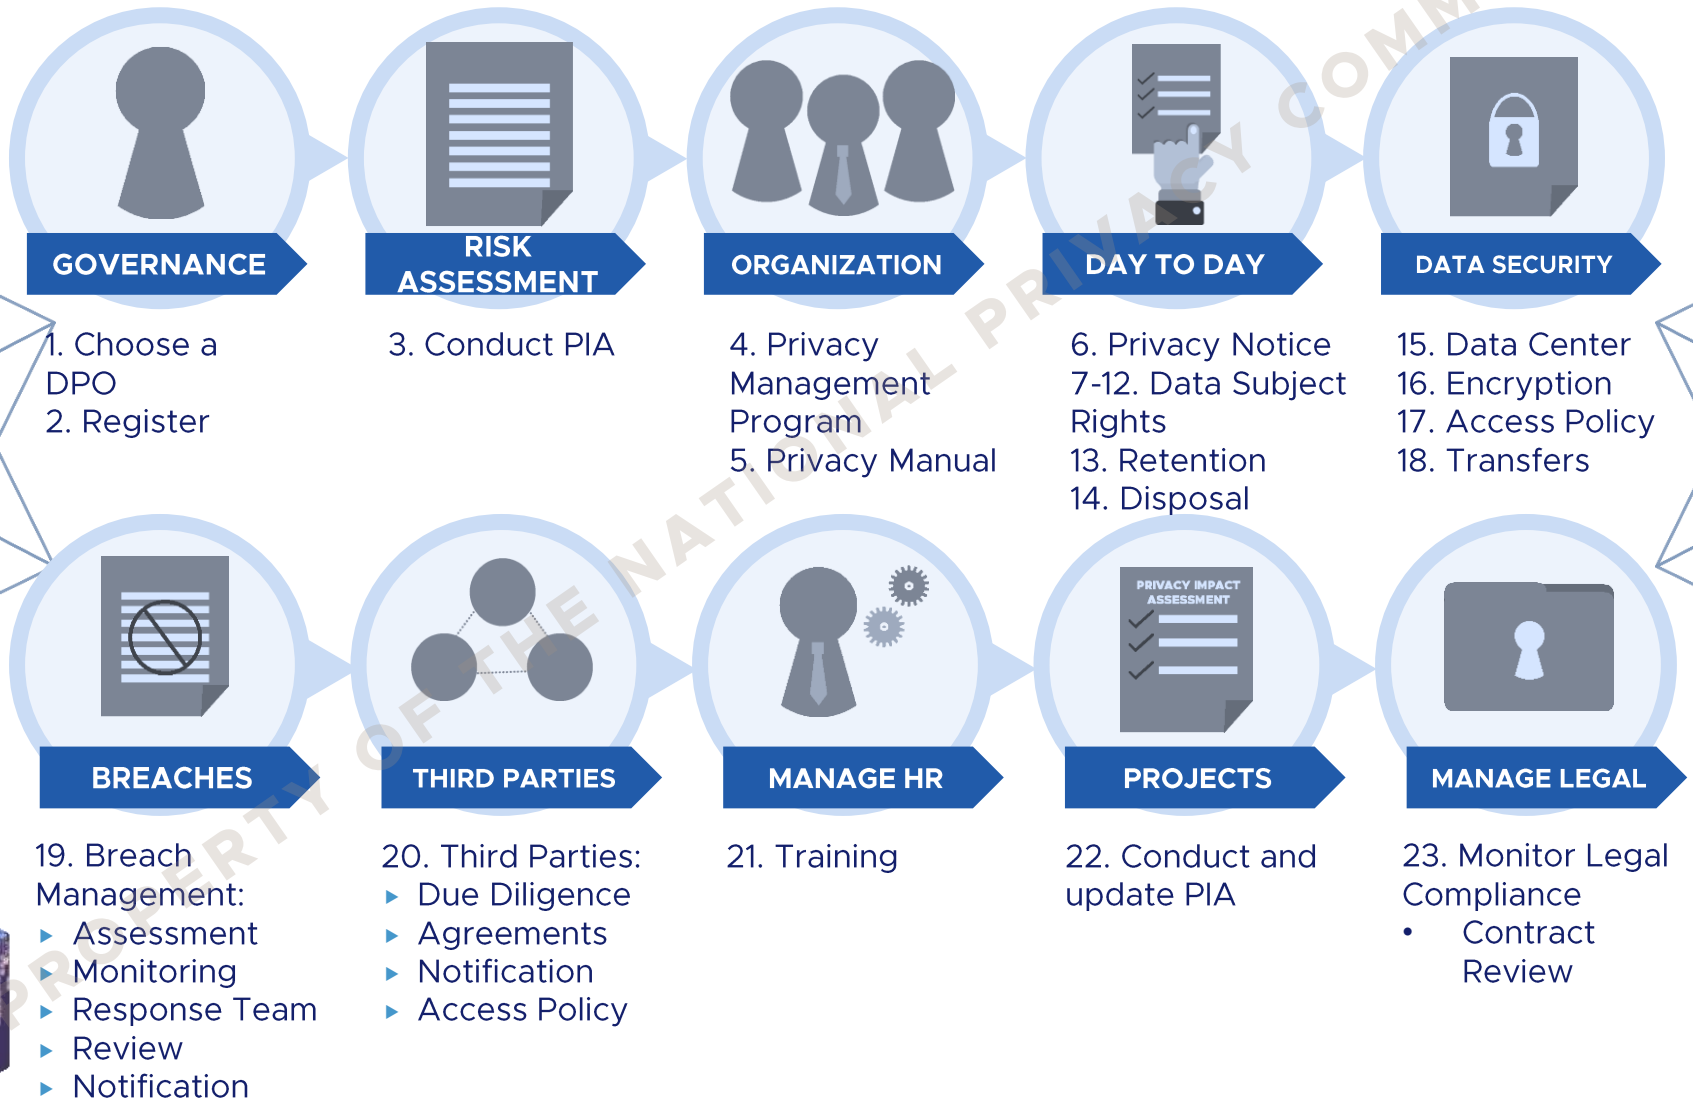 GOVERNANCE
1. Choose a
DPO
2. Register
RISK
ASSESSMENT
3. Conduct PIA
ORGANIZATION
4. Privacy
Management
Program
5. Privacy Manual
DAY TO DAY
6. Privacy Notice
7-12. Data Subject
Rights
13. Retention
14. Disposal
DATA SECURITY
15. Data Center
16. Encryption
17. Access Policy
18. Transfers
BREACHES
19. Breach
Management:
▸ Assessment
▸ Monitoring
▸ Response Team
▸ Review
▸ Notification
THIRD PARTIES
20. Third Parties:
▸ Due Diligence
▸ Agreements
▸ Notification
▸ Access Policy
MANAGE HR
21. Training
PRIVACY IMPACT
ASSESSMENT
PROJECTS
22. Conduct and
update PIA
MANAGE LEGAL
23. Monitor Legal
Compliance
• Contract
Review
PROPERTY OF THE NATIONAL PRIVACY COMM